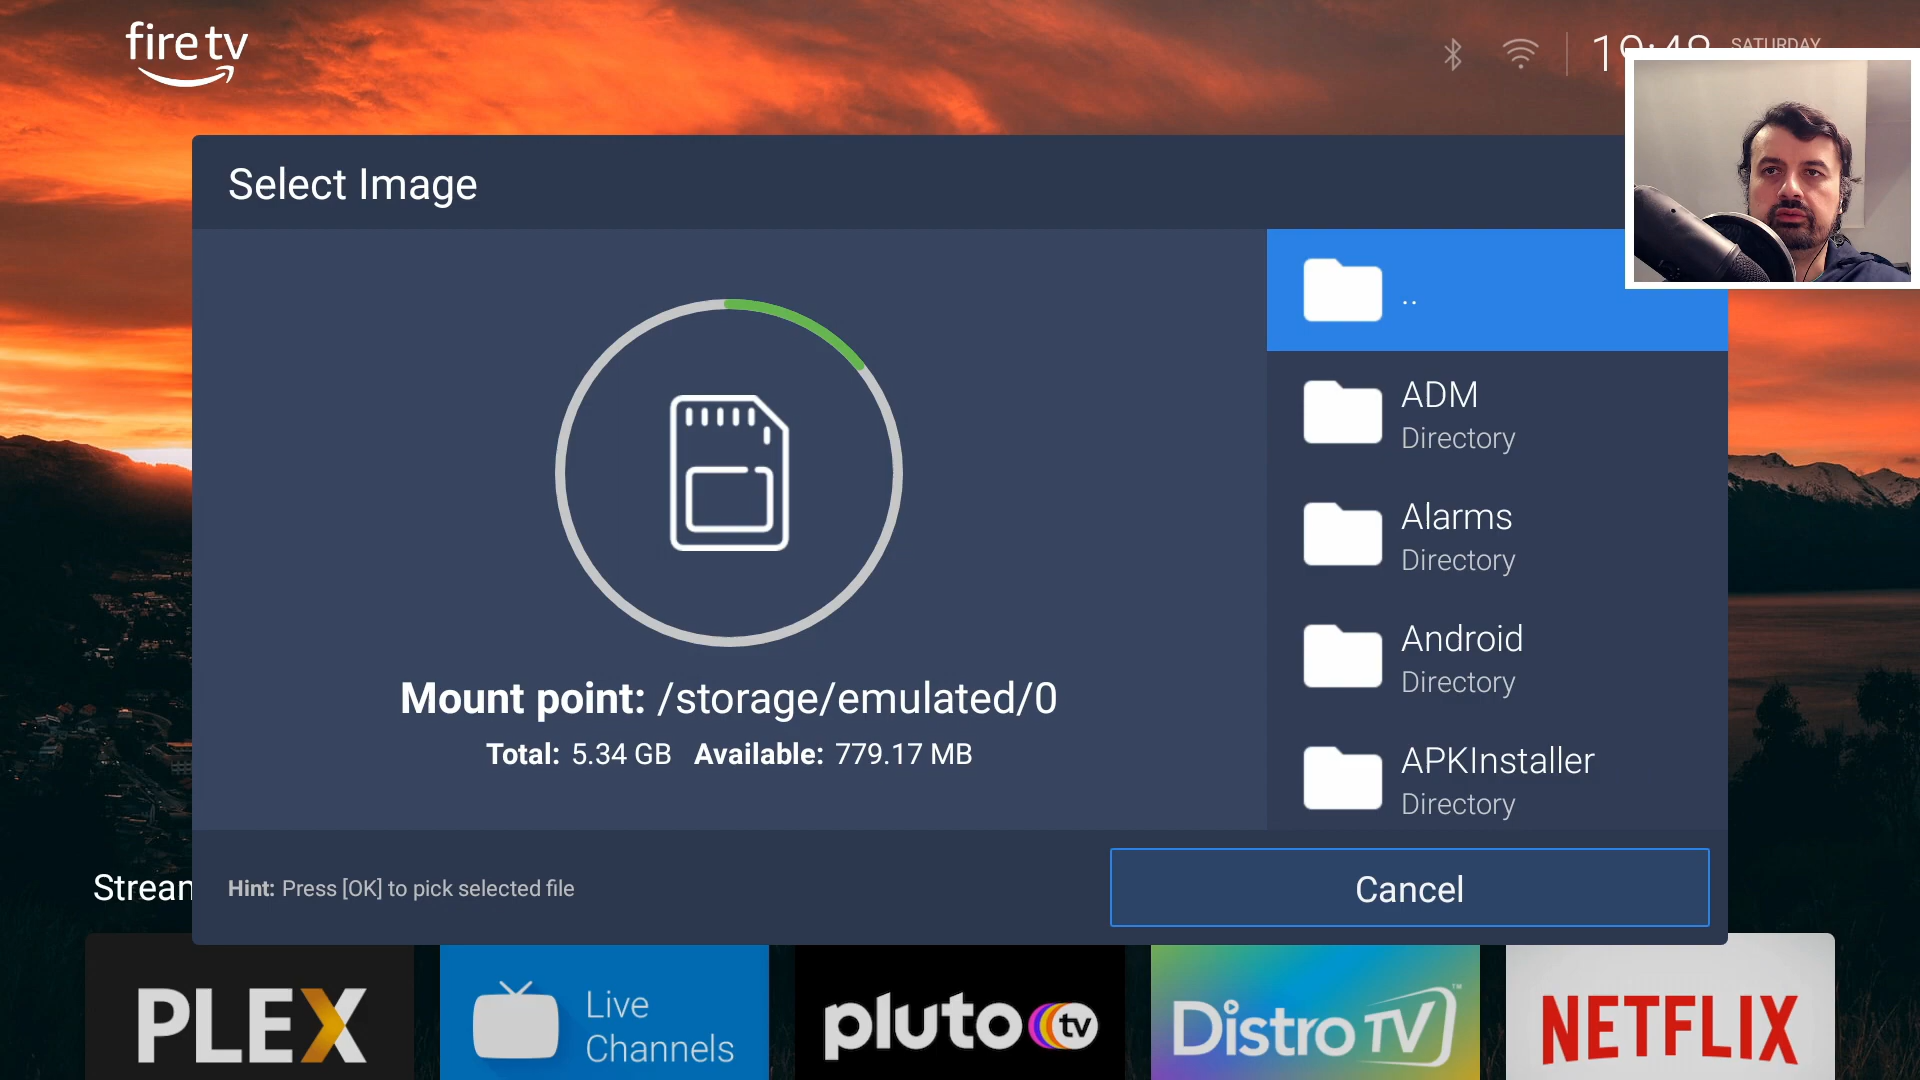 fire tv
SATURDAY
Select Image
..
ADM
Directory
Alarms
Directory
Android
Directory
APKInstaller
Directory
Mount point: /storage/emulated/0
Total: 5.34 GB Available: 779.17 MB
Hint: Press [OK] to pick selected file
Cancel
PLEX
Live
Channels
pluto tv
Distro TV™
NETFLIX